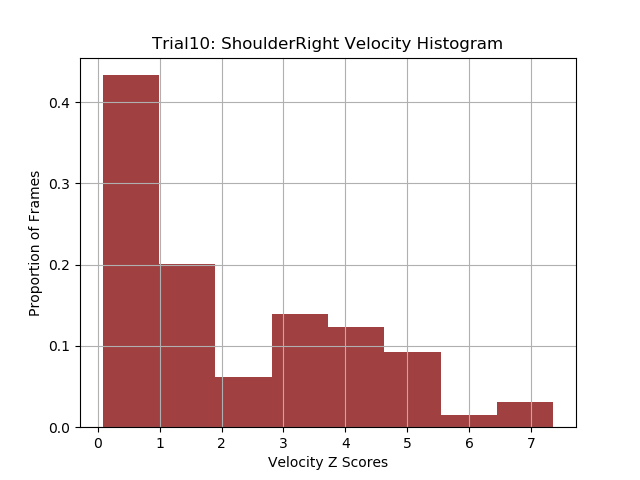 Trial10: ShoulderRight Velocity Histogram
0.4
0.3
0.2
0.1
0.0
Proportion of Frames
0 1 2 3 4 5 6 7
Velocity Z Scores